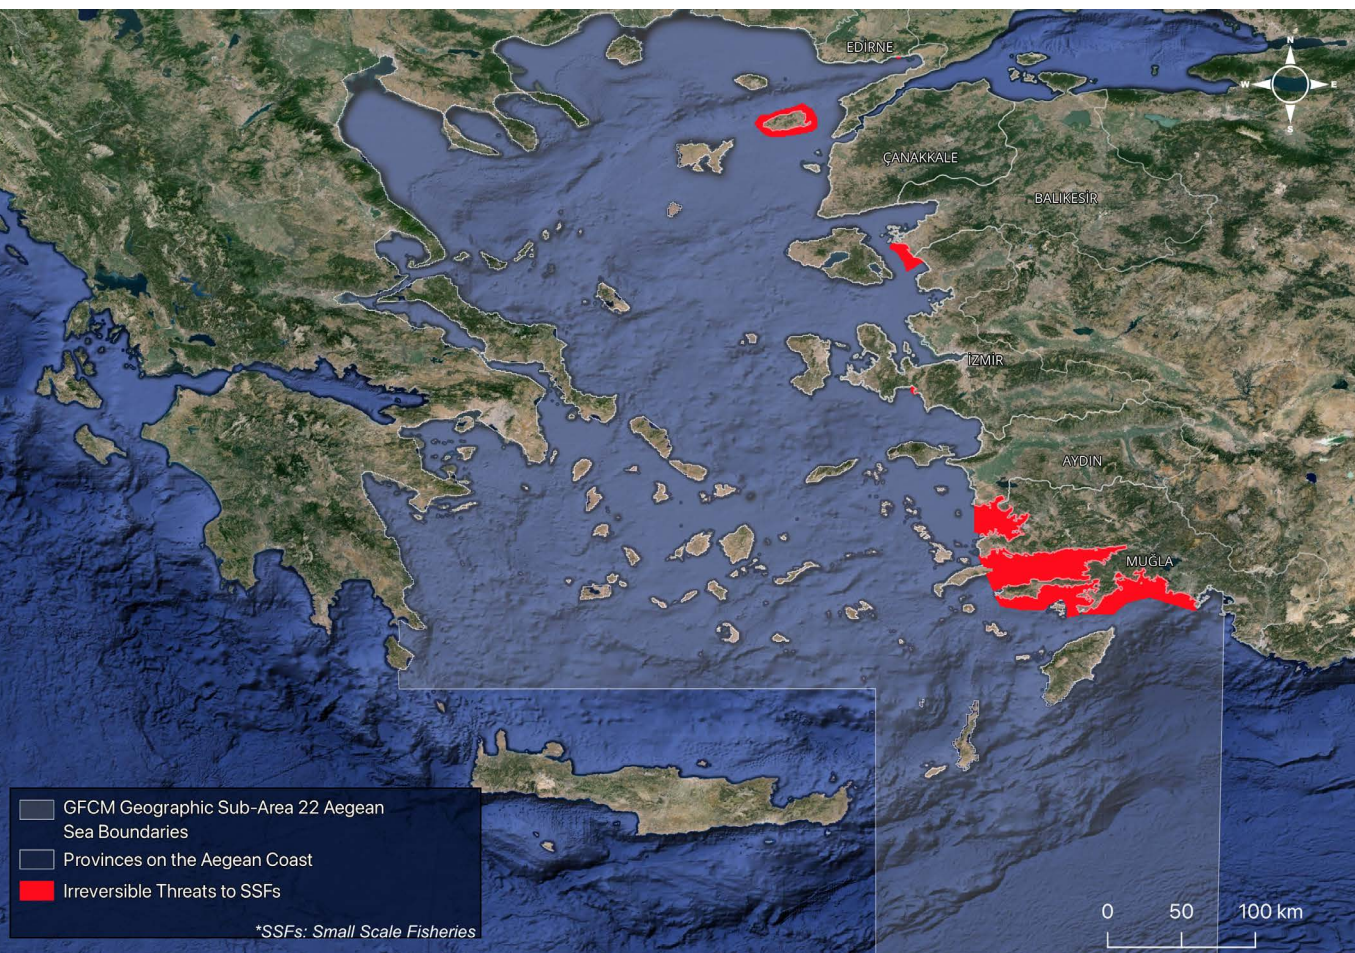 N
W
E
S
EDİRNE
ÇANAKKALE
BALIKESİR
İZMİR
AYDIN
MUĞLA
GFCM Geographic Sub-Area 22 Aegean
Sea Boundaries
Provinces on the Aegean Coast
Irreversible Threats to SSFs
*SSFs: Small Scale Fisheries
0 50 100 km